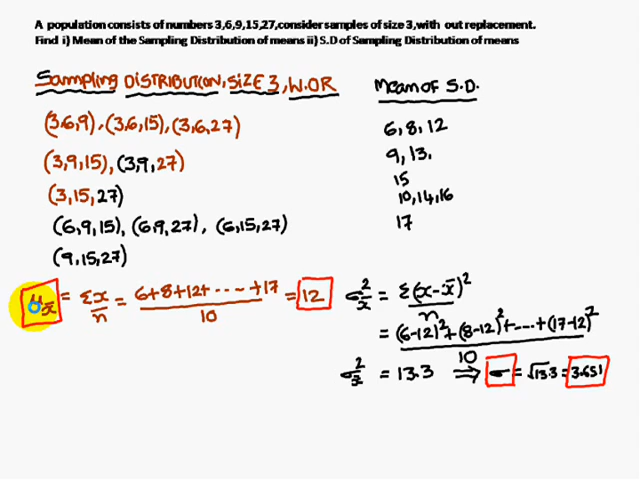 A population consists of numbers 3,6,9,15,27,consider samples of size 3,with out replacement.
Find i) Mean of the Sampling Distribution of means ii) S.D of Sampling Distribution of means
Sampling DISTRIBUTION, SIZE 3, W.OR
Mean of S.D.
(3,6,9), (3,6,15), (3,6,27)
6, 8, 12
(3,9,15), (3,9,27)
9, 13,
(3,15,27)
15
(6,9,15), (6,9,27), (6,15,27)
10, 14, 16
(9,15,27)
17
μx̄ = Σx/n = 6+8+12+ ---- +17/10 = 12
σ²x̄ = Σ(x-x̄)²/n
= (6-12)²+(8-12)²+---+(17-12)²/10
σ²x̄ = 13.3 ⇒ σ = √13.3 = 3.651